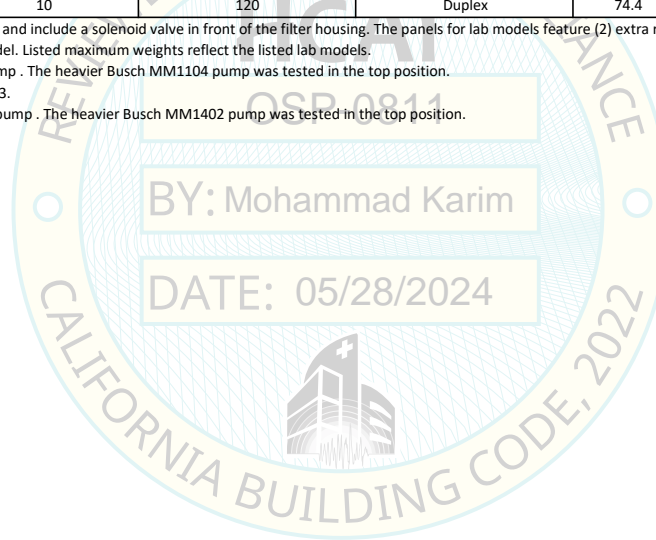 10 120 Duplex 74.4
and include a solenoid valve in front of the filter housing. The panels for lab models feature (2) extra
del. Listed maximum weights reflect the listed lab models.
mp . The heavier Busch MM1104 pump was tested in the top position.
3.
pump . The heavier Busch MM1402 pump was tested in the top position.
HCAI
OSP-0811
BY: Mohammad Karim
DATE: 05/28/2024
CALIFORNIA BUILDING CODE, 2022